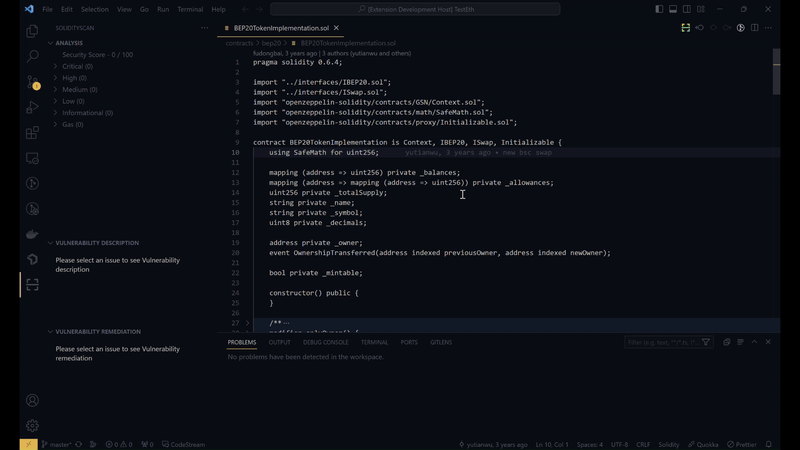 File Edit Selection View Go Run Terminal Help
[Extension Development Host] TestEth
SOLIDITYSCAN
ANALYSIS
Security Score - 0 / 100
Critical (0)
High (0)
Medium (0)
Low (0)
Informational (0)
Gas (0)
VULNERABILITY DESCRIPTION
Please select an issue to see Vulnerability
description
VULNERABILITY REMEDIATION
Please select an issue to see Vulnerability
remediation
BEP20TokenImplementation.sol
contracts > bep20 > BEP20TokenImplementation.sol
fudongbai, 3 years ago | 3 authors (yutianwu and others)
1 pragma solidity 0.6.4;
2
3 import "../interfaces/IBEP20.sol";
4 import "../interfaces/ISwap.sol";
5 import "openzeppelin-solidity/contracts/GSN/Context.sol";
6 import "openzeppelin-solidity/contracts/math/SafeMath.sol";
7 import "openzeppelin-solidity/contracts/proxy/Initializable.sol";
8
9 contract BEP20TokenImplementation is Context, IBEP20, ISwap, Initializable {
10 using SafeMath for uint256; yutianwu, 3 years ago • new bsc swap
11
12 mapping (address => uint256) private _balances;
13 mapping (address => mapping (address => uint256)) private _allowances;
14 uint256 private _totalSupply;
15 string private _name;
16 string private _symbol;
17 uint8 private _decimals;
18
19 address private _owner;
20 event OwnershipTransferred(address indexed previousOwner, address indexed newOwner);
21
22 bool private _mintable;
23
24 constructor() public {
25 }
26
27 /**
PROBLEMS OUTPUT DEBUG CONSOLE TERMINAL PORTS GITLENS
No problems have been detected in the workspace.
master* 0 0 0 CodeStream
yutianwu, 3 years ago Ln 10, Col 1 Spaces: 4 UTF-8 CRLF Solidity Quokka Prettier